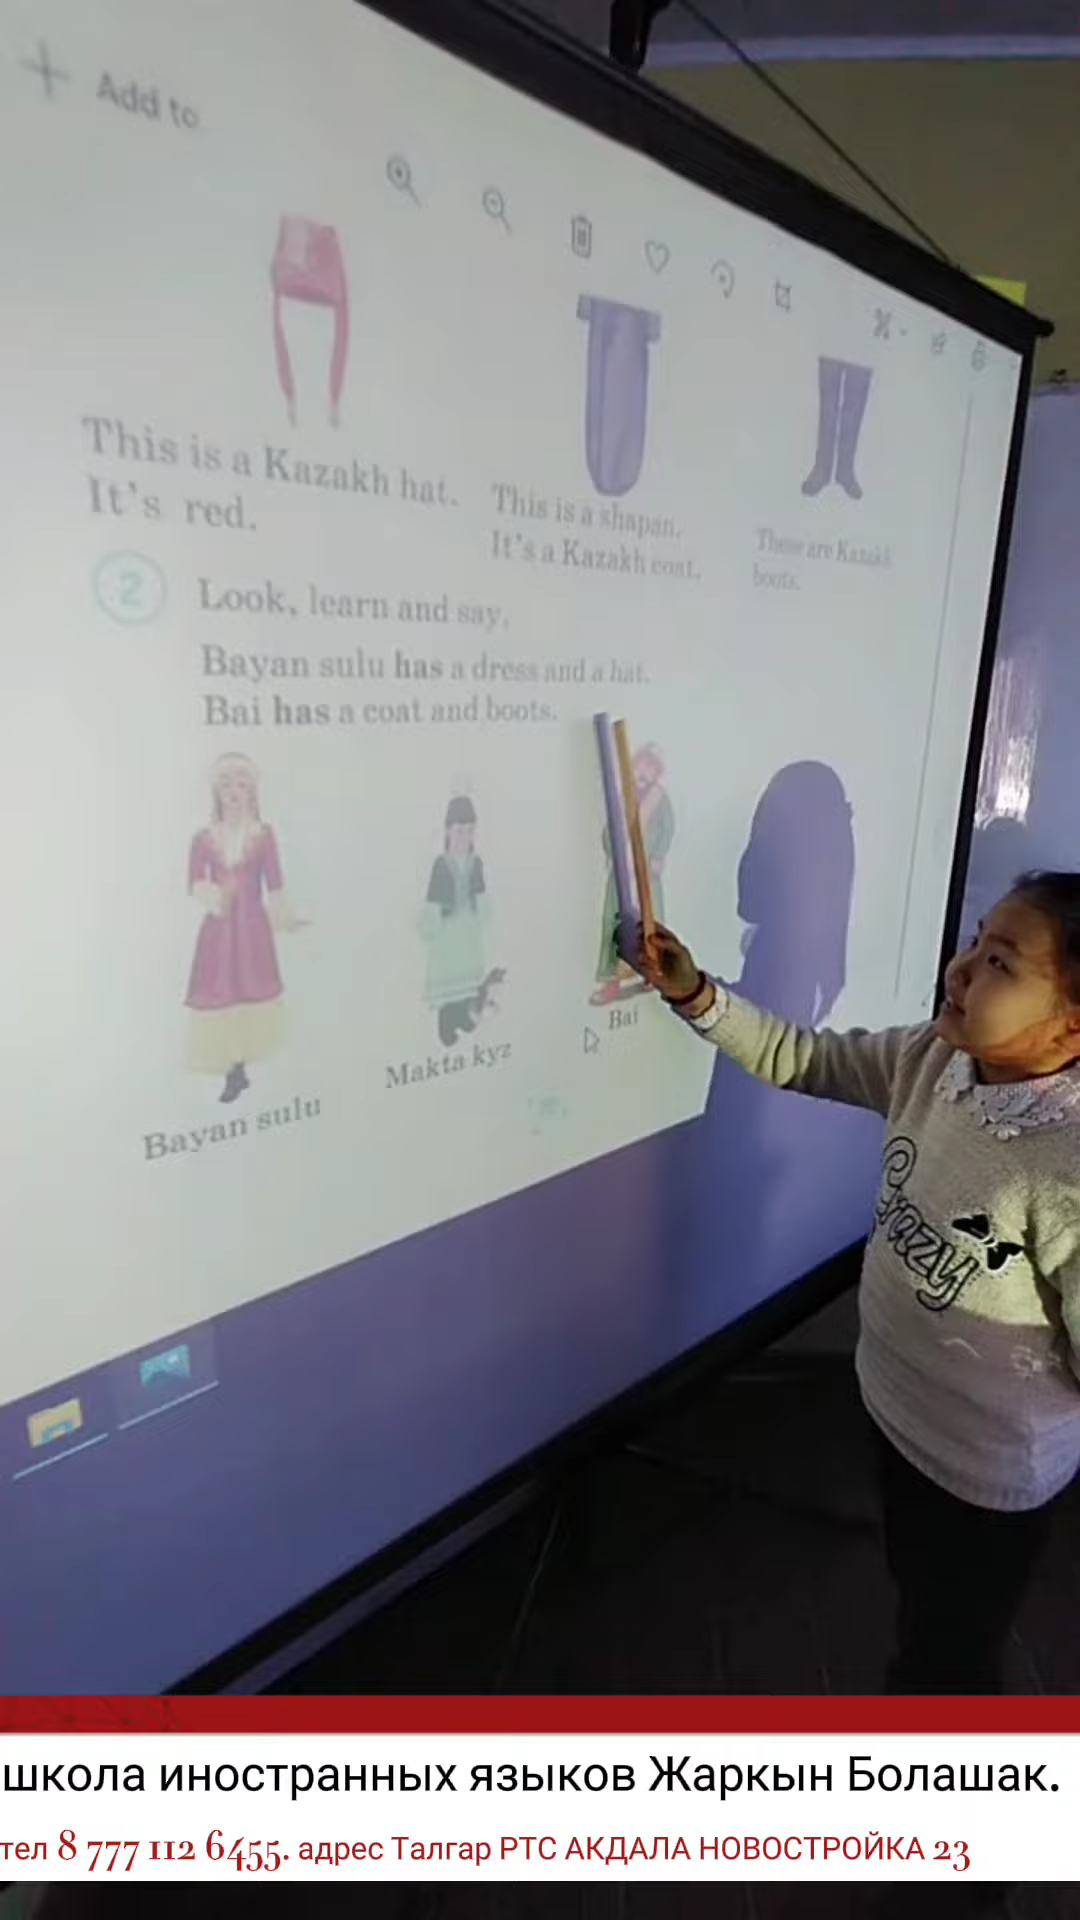 Add to
This is a Kazakh hat.
It's red.
This is a shapan.
It's a Kazakh coat.
These are Kazakh
boots.
2
Look, learn and say.
Bayan sulu has a dress and a hat.
Bai has a coat and boots.
Bayan sulu
Makta kyz
Bai
Crazy
школа иностранных языков Жаркын Болашак.
тел 8 777 112 6455. адрес Талгар РТС АКДАЛА НОВОСТРОЙКА 23